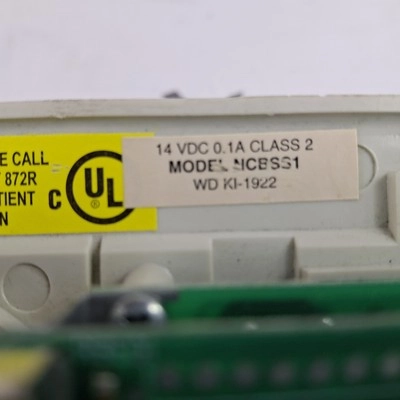 E CALL
872R
TIENT
N
C UL
14 VDC 0.1A CLASS 2
MODEL NCBSS1
WD KI-1922